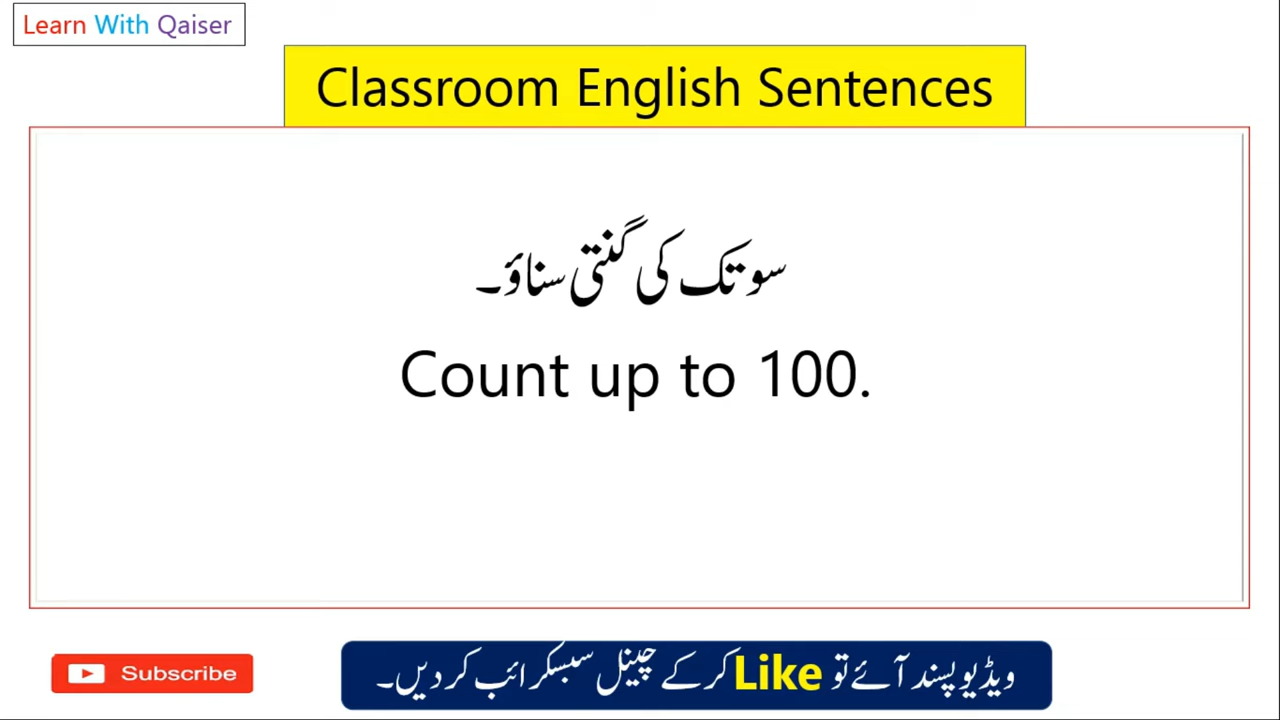 Learn With Qaiser
Classroom English Sentences
سو تک کی گنتی سناؤ۔
Count up to 100.
Subscribe
ویڈیو پسند آئے تو Like کر کے چینل سبسکرائب کر دیں۔